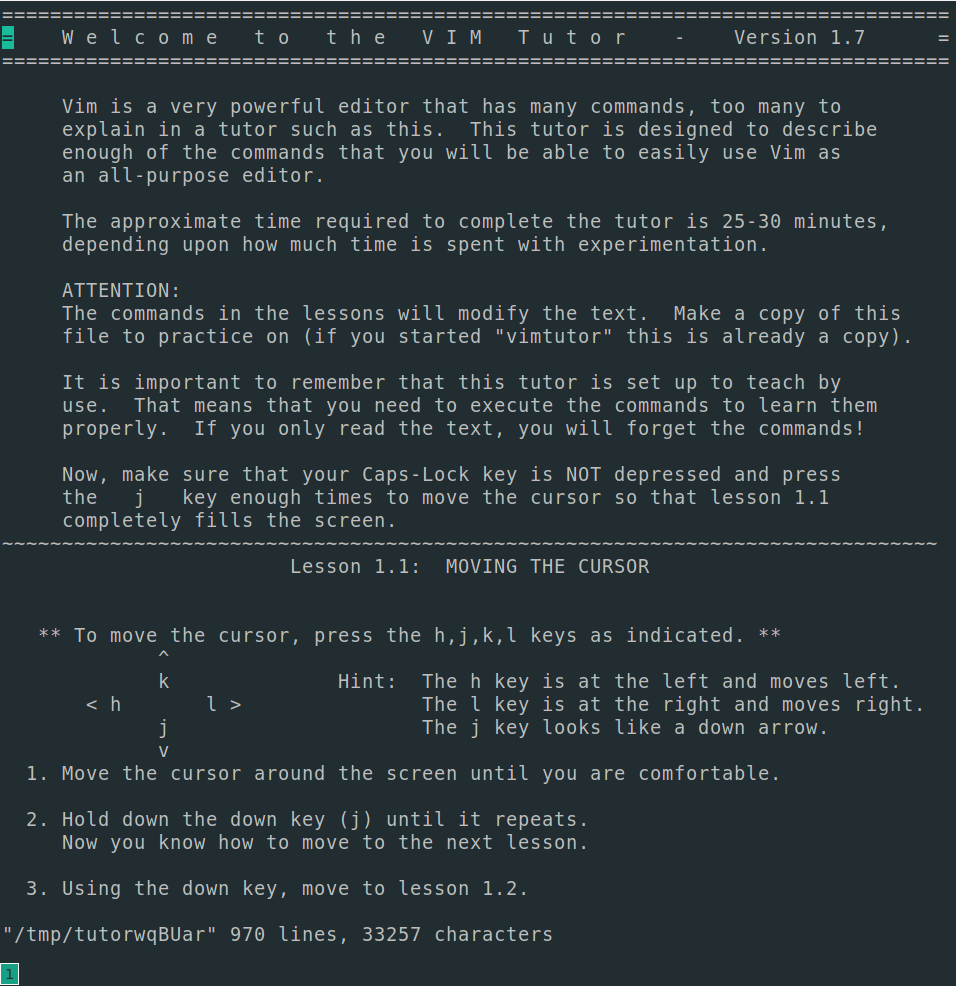 ===============================================================================
=    W e l c o m e   t o   t h e   V I M   T u t o r    -    Version 1.7      =
===============================================================================

     Vim is a very powerful editor that has many commands, too many to
     explain in a tutor such as this.  This tutor is designed to describe
     enough of the commands that you will be able to easily use Vim as
     an all-purpose editor.

     The approximate time required to complete the tutor is 25-30 minutes,
     depending upon how much time is spent with experimentation.

     ATTENTION:
     The commands in the lessons will modify the text.  Make a copy of this
     file to practice on (if you started "vimtutor" this is already a copy).

     It is important to remember that this tutor is set up to teach by
     use.  That means that you need to execute the commands to learn them
     properly.  If you only read the text, you will forget the commands!

     Now, make sure that your Caps-Lock key is NOT depressed and press
     the   j   key enough times to move the cursor so that lesson 1.1
     completely fills the screen.
~~~~~~~~~~~~~~~~~~~~~~~~~~~~~~~~~~~~~~~~~~~~~~~~~~~~~~~~~~~~~~~~~~~~~~~~~~~~~~
                        Lesson 1.1:  MOVING THE CURSOR


   ** To move the cursor, press the h,j,k,l keys as indicated. **
             ^
             k              Hint:  The h key is at the left and moves left.
       < h       l >               The l key is at the right and moves right.
             j                     The j key looks like a down arrow.
             v
  1. Move the cursor around the screen until you are comfortable.

  2. Hold down the down key (j) until it repeats.
     Now you know how to move to the next lesson.

  3. Using the down key, move to lesson 1.2.

"/tmp/tutorwqBUar" 970 lines, 33257 characters

1